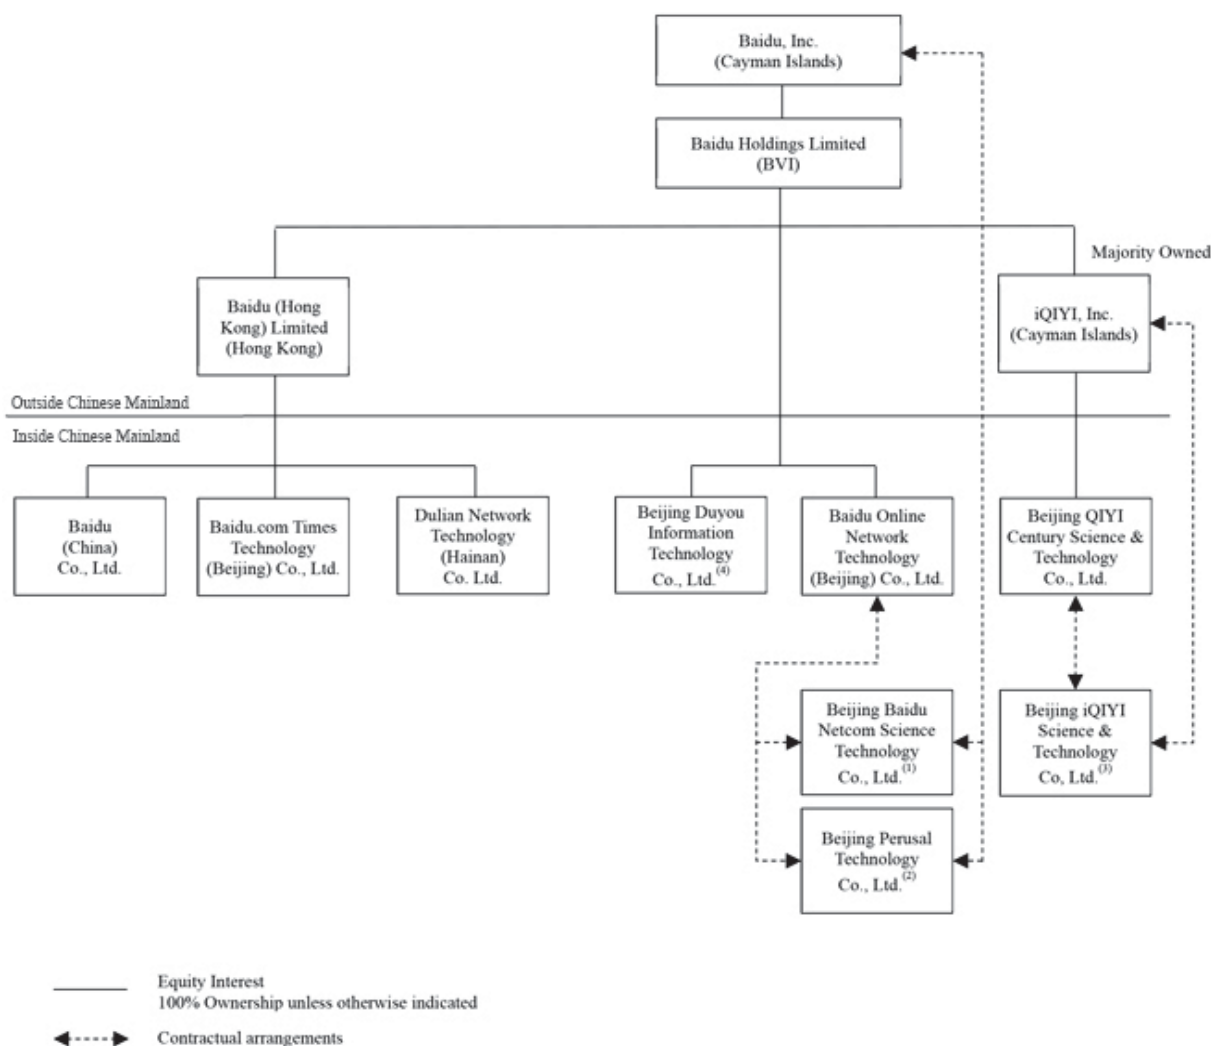 Baidu, Inc.
(Cayman Islands)
Baidu Holdings Limited
(BVI)
Majority Owned
Baidu (Hong
Kong) Limited
(Hong Kong)
iQIYI, Inc.
(Cayman Islands)
Outside Chinese Mainland
Inside Chinese Mainland
Baidu
(China)
Co., Ltd.
Baidu.com Times
Technology
(Beijing) Co., Ltd.
Dulian Network
Technology
(Hainan)
Co. Ltd.
Beijing Duyou
Information
Technology
Co., Ltd.(4)
Baidu Online
Network
Technology
(Beijing) Co., Ltd.
Beijing QIYI
Century Science &
Technology
Co., Ltd.
Beijing Baidu
Netcom Science
Technology
Co., Ltd.(1)
Beijing iQIYI
Science &
Technology
Co, Ltd.(3)
Beijing Perusal
Technology
Co., Ltd.(2)
Equity Interest
100% Ownership unless otherwise indicated
Contractual arrangements